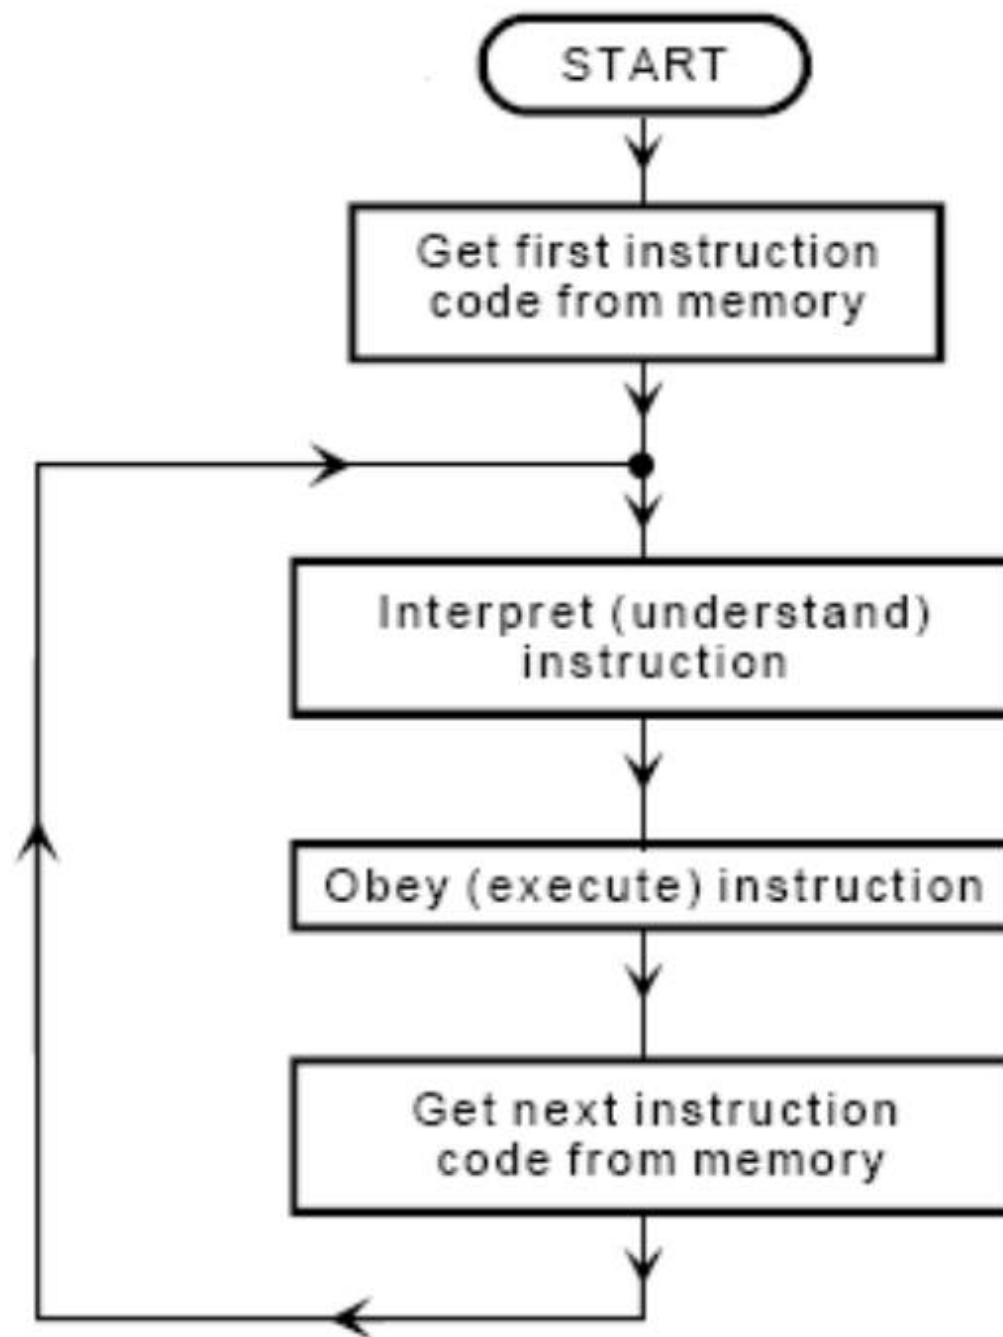 START
Get first instruction
code from memory
Interpret (understand)
instruction
Obey (execute) instruction
Get next instruction
code from memory